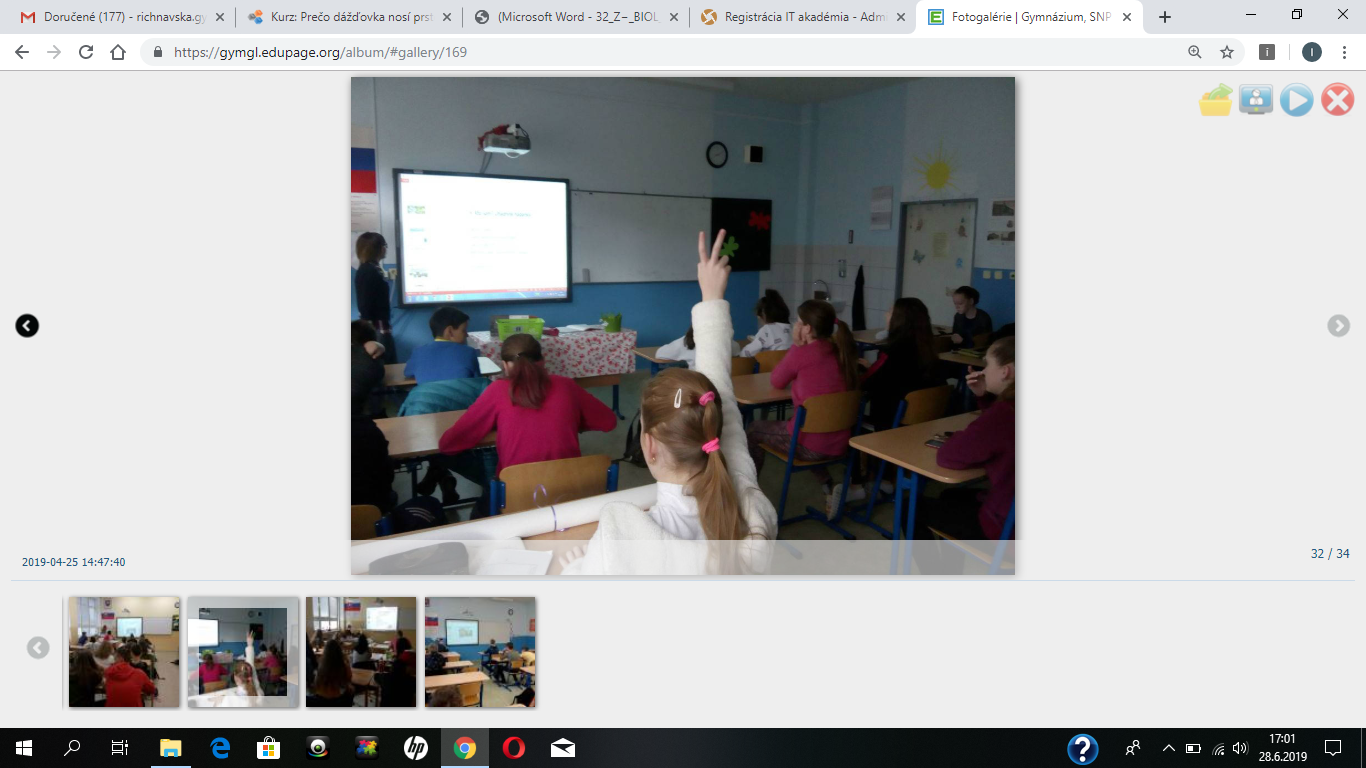 Doručené (177) - richnavska.gy
Kurz: Prečo dážďovka nosí prst
(Microsoft Word - 32_Z–_BIOL_
Registrácia IT akadémia - Adm
Fotogalérie | Gymnázium, SNP
https://gymgl.edupage.org/album/#gallery/169
2019-04-25 14:47:40
32 / 34
17:01
28.6.2019